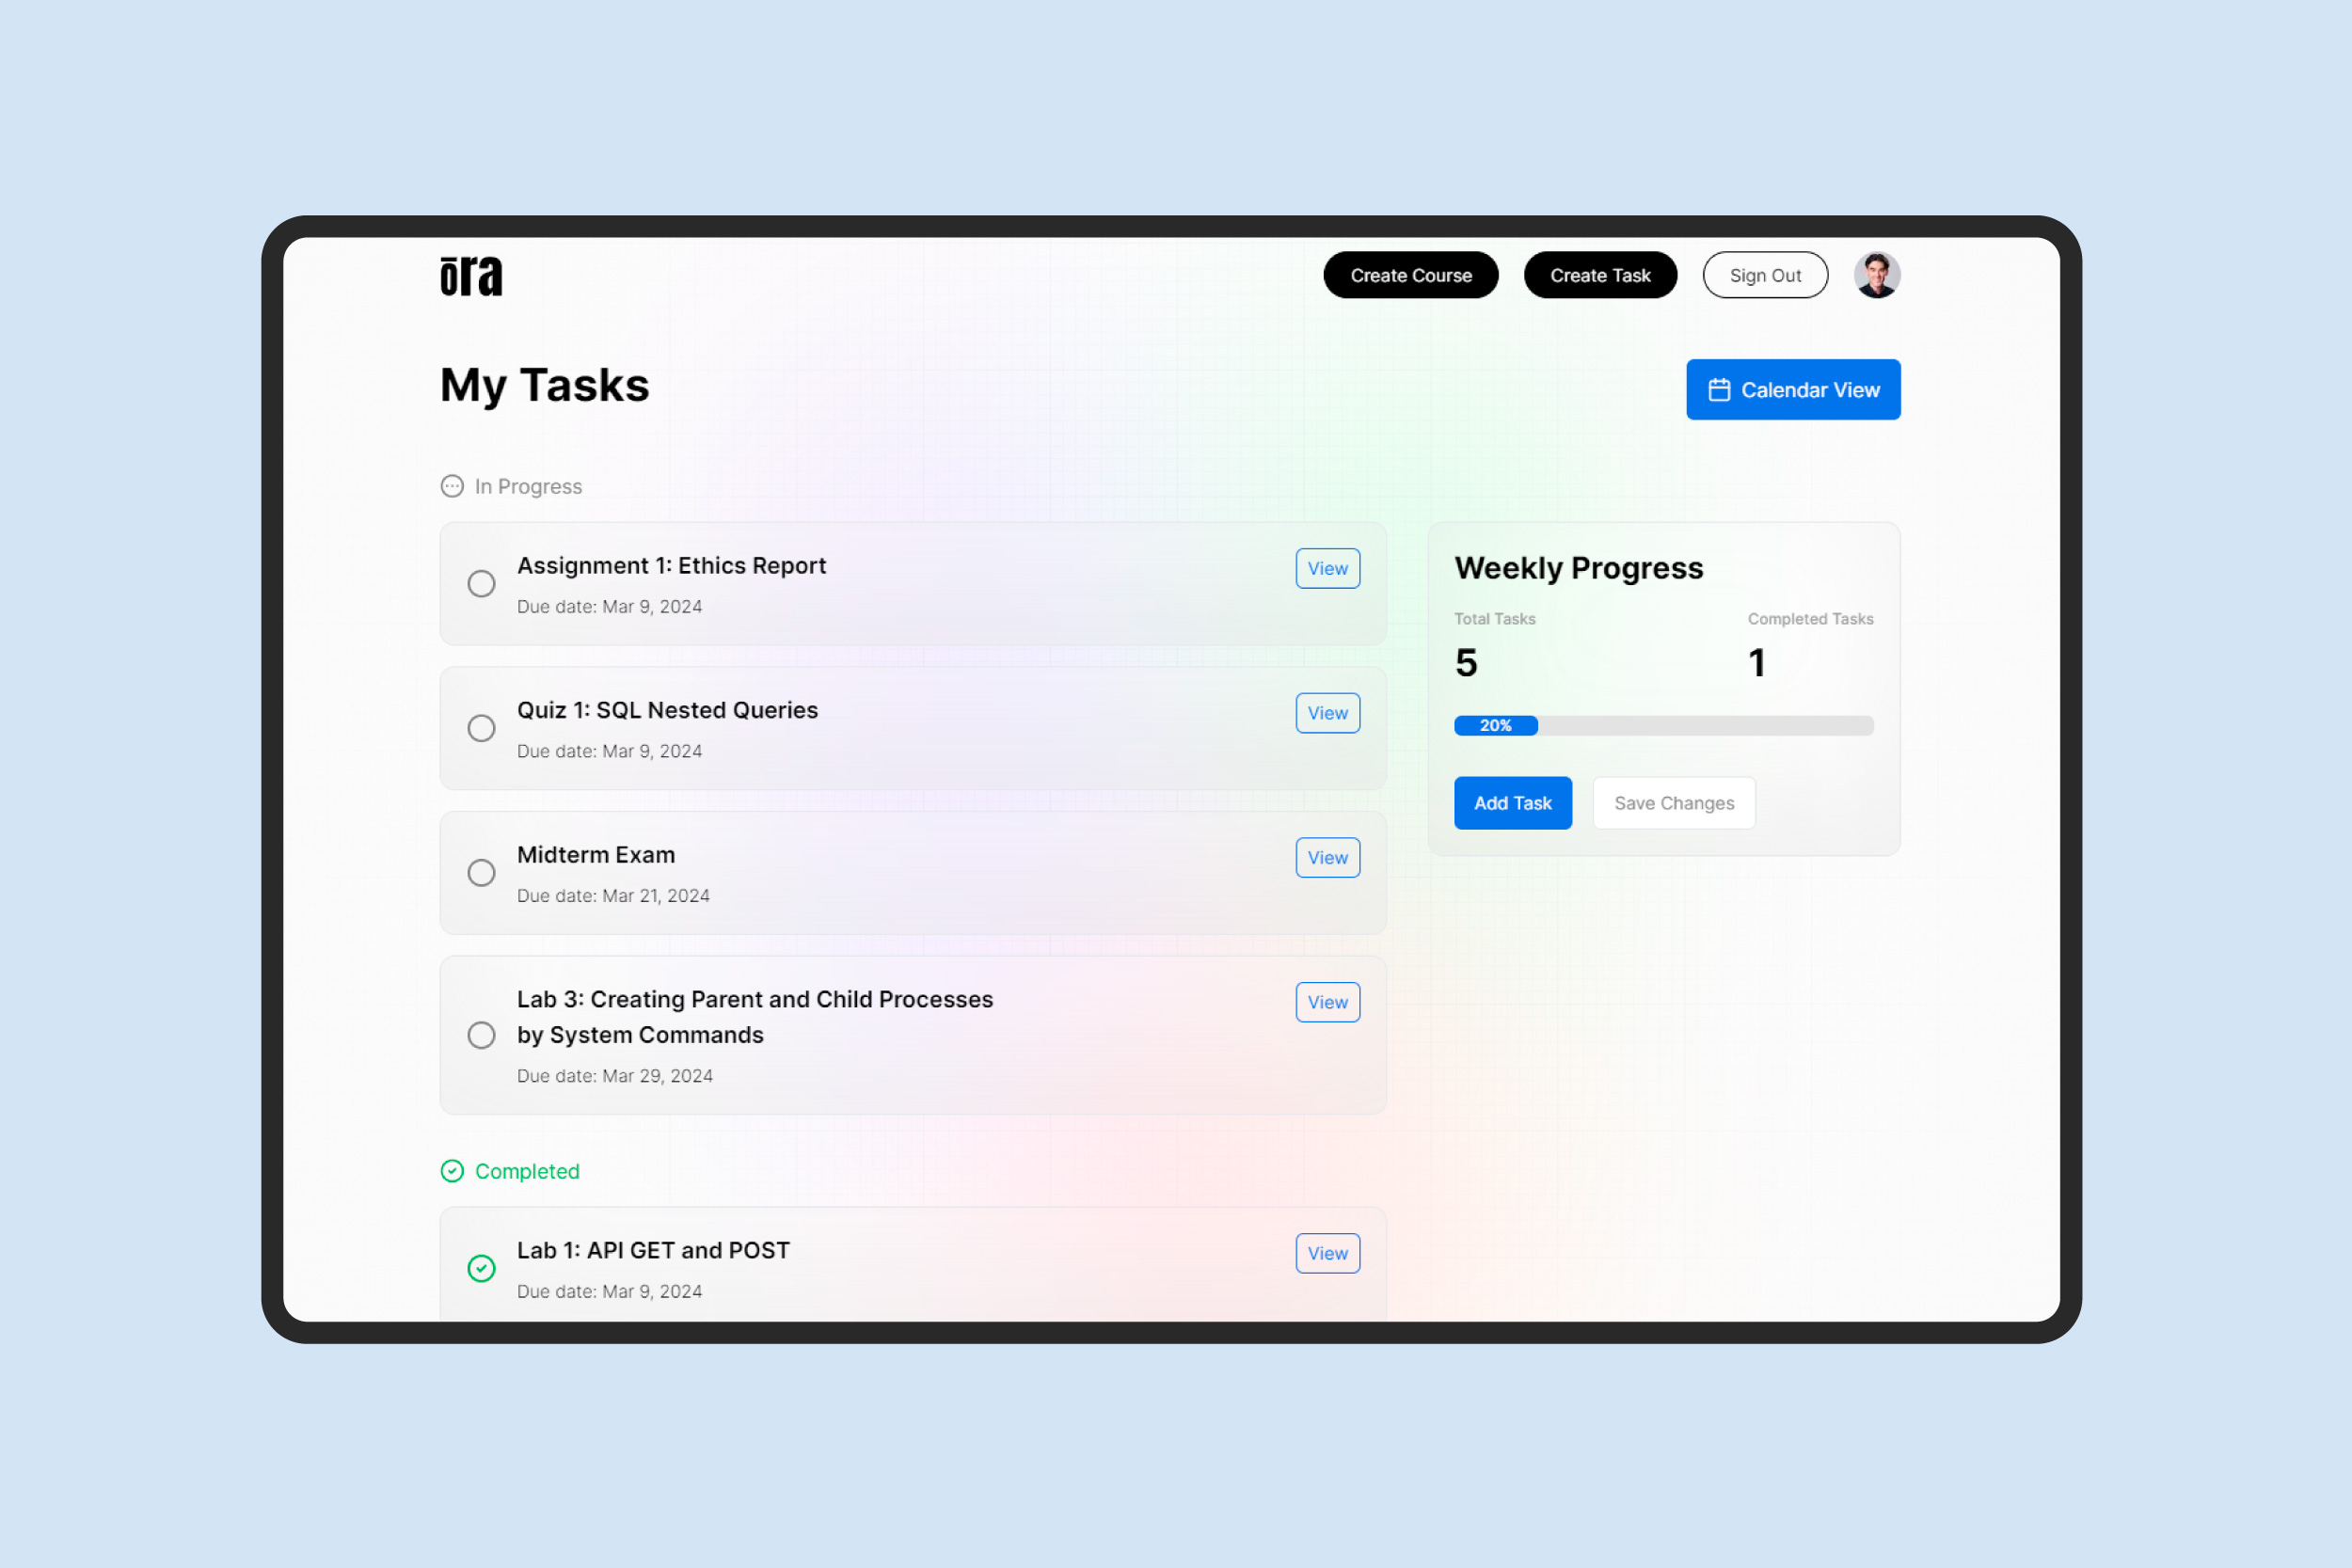 ōra
Create Course
Create Task
Sign Out
My Tasks
Calendar View
In Progress
Assignment 1: Ethics Report
Due date: Mar 9, 2024
View
Quiz 1: SQL Nested Queries
Due date: Mar 9, 2024
View
Midterm Exam
Due date: Mar 21, 2024
View
Lab 3: Creating Parent and Child Processes
by System Commands
Due date: Mar 29, 2024
View
Completed
Lab 1: API GET and POST
Due date: Mar 9, 2024
View
Weekly Progress
Total Tasks
5
Completed Tasks
1
20%
Add Task
Save Changes